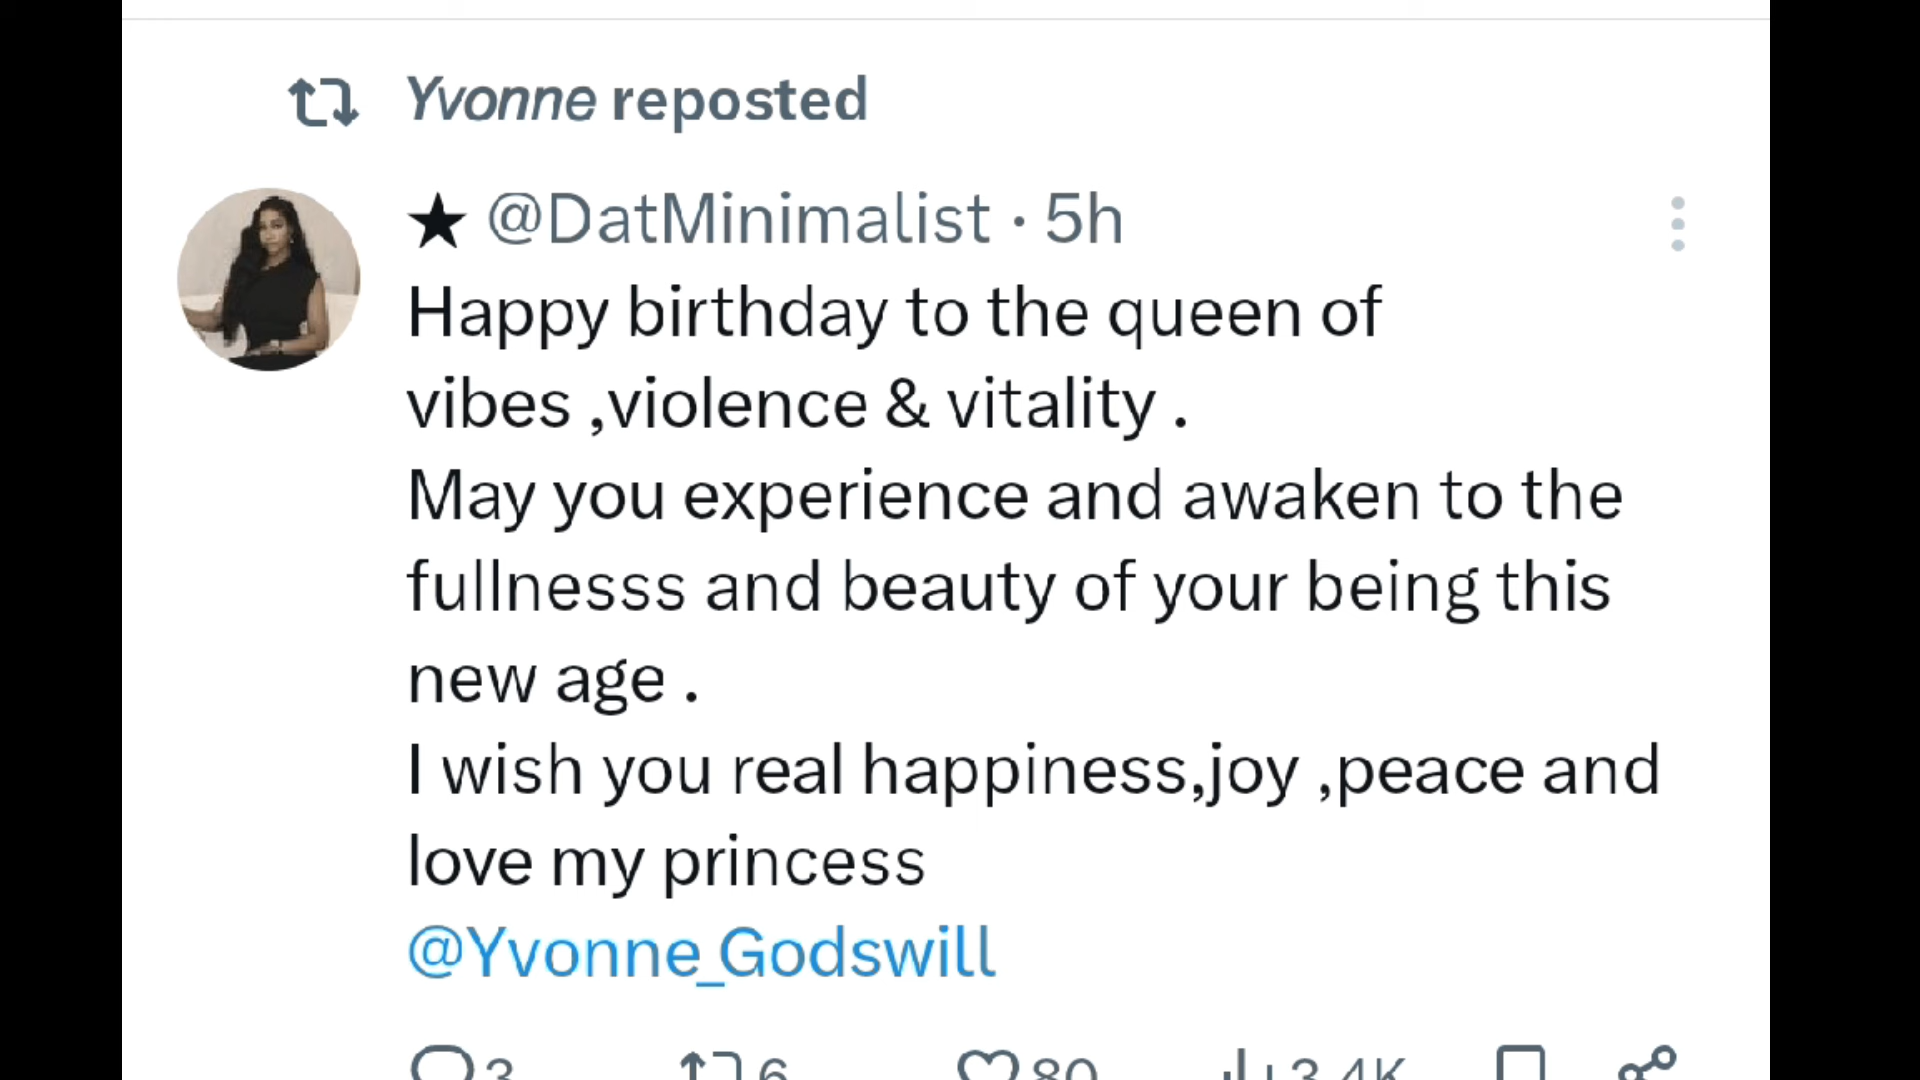 Yvonne reposted
★ @DatMinimalist · 5h
Happy birthday to the queen of
vibes ,violence & vitality .
May you experience and awaken to the
fullnesss and beauty of your being this
new age .
I wish you real happiness,joy ,peace and
love my princess
@Yvonne_Godswill
3 6 80 3.4K